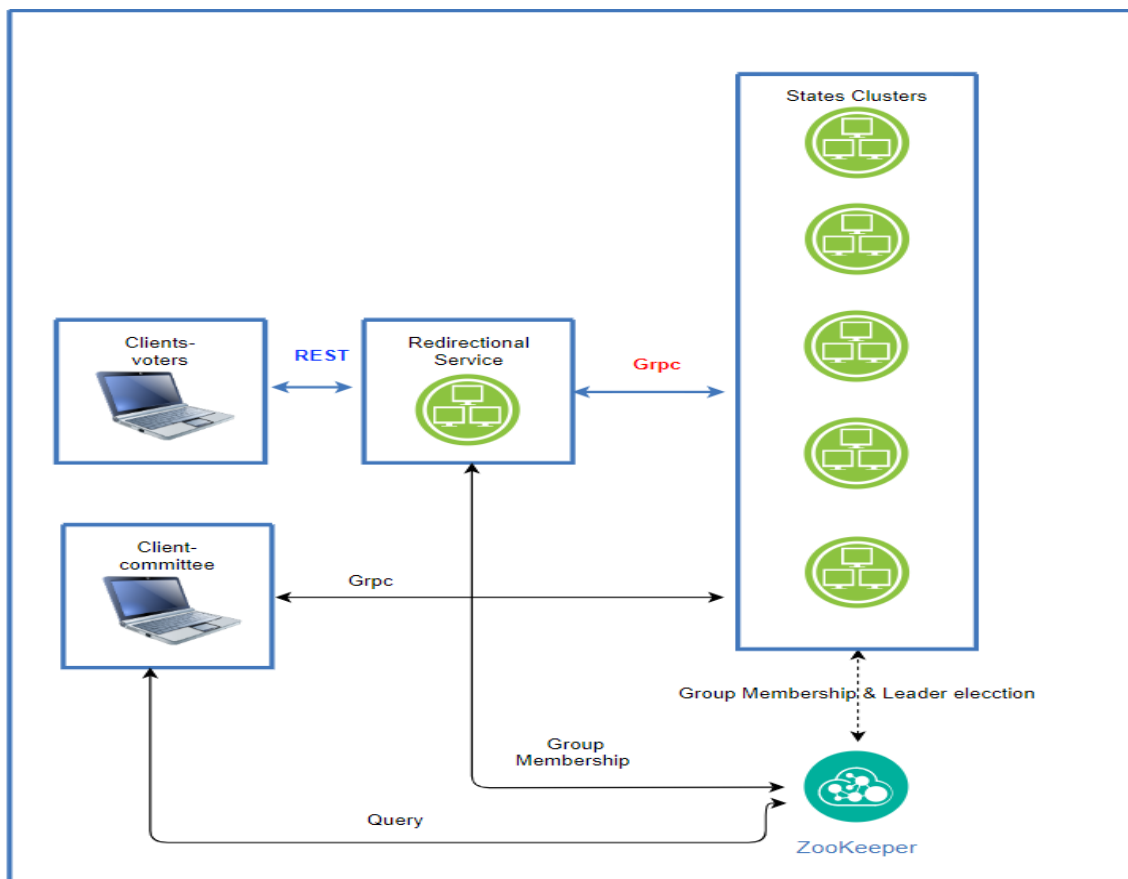 States Clusters
Clients-
voters
REST
Redirectional
Service
Grpc
Client-
committee
Grpc
Group Membership & Leader elecction
Group
Membership
Query
ZooKeeper